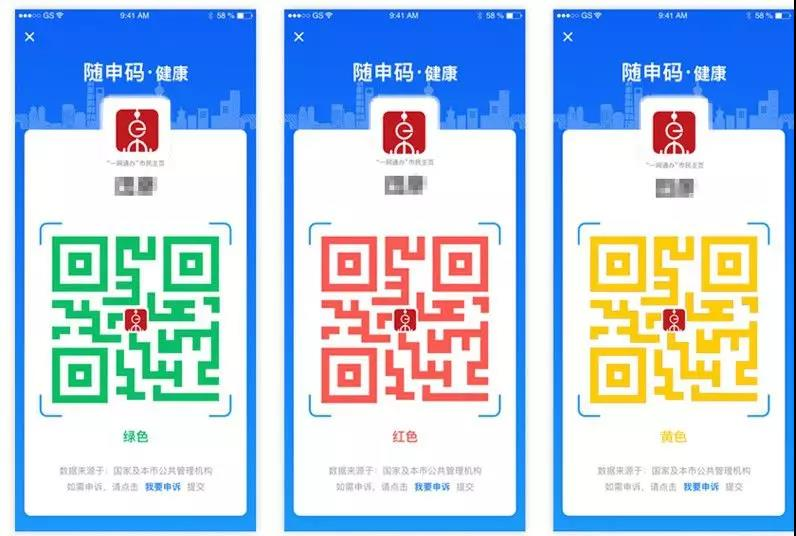 GS 9:41 AM 58 %
随申码·健康
“一网通办”市民主页
绿色
数据来源于：国家及本市公共管理机构
如需申诉，请点击 我要申诉 提交
GS 9:41 AM 58 %
随申码·健康
“一网通办”市民主页
红色
数据来源于：国家及本市公共管理机构
如需申诉，请点击 我要申诉 提交
GS 9:41 AM 58 %
随申码·健康
“一网通办”市民主页
黄色
数据来源于：国家及本市公共管理机构
如需申诉，请点击 我要申诉 提交